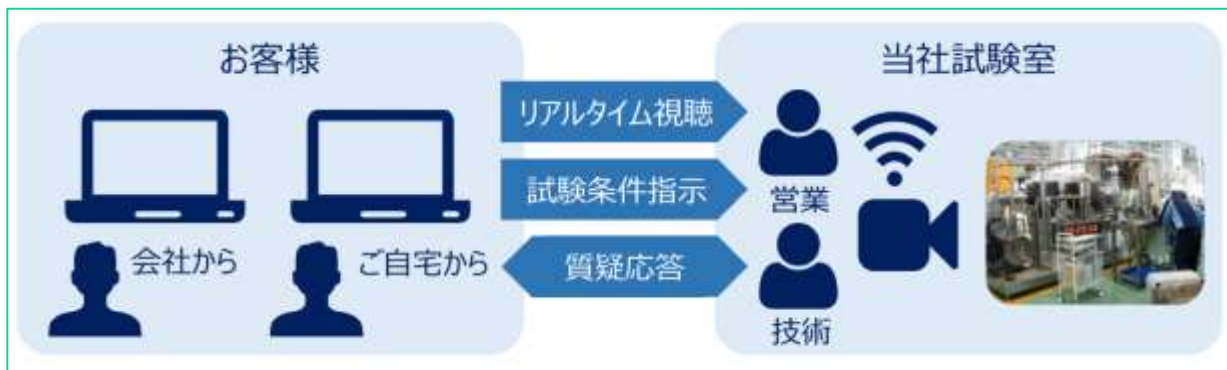 お客様
会社から
ご自宅から
リアルタイム視聴
試験条件指示
質疑応答
当社試験室
営業
技術